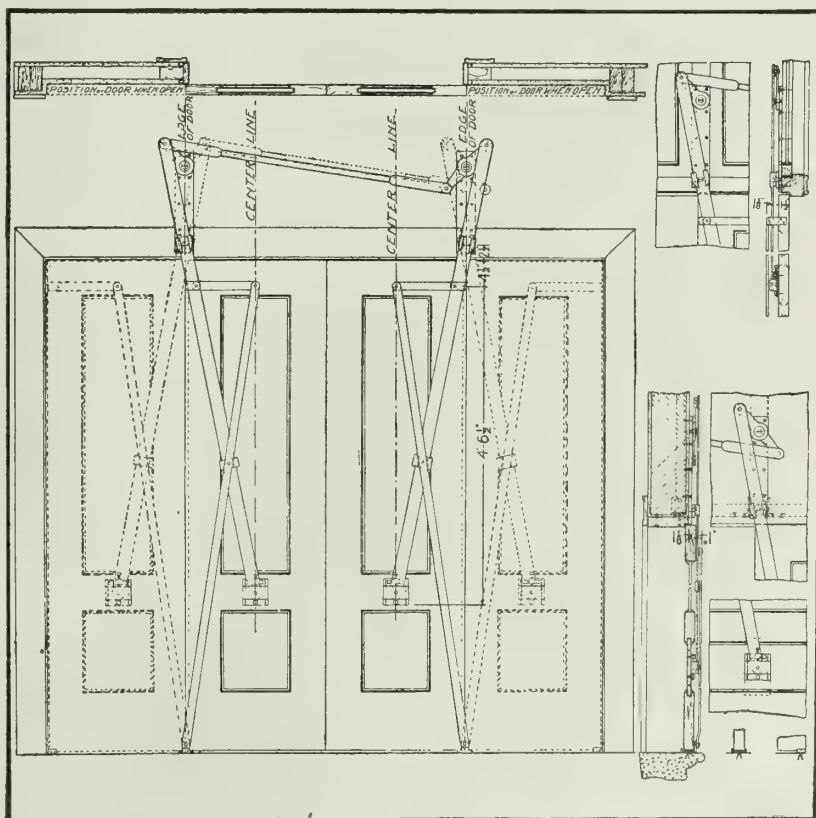 POSITION OF DOOR WHEN OPEN
POSITION OF DOOR WHEN OPEN
EDGE
OF DOOR
CENTER LINE
CENTER LINE
EDGE
OF DOOR
4-6½"